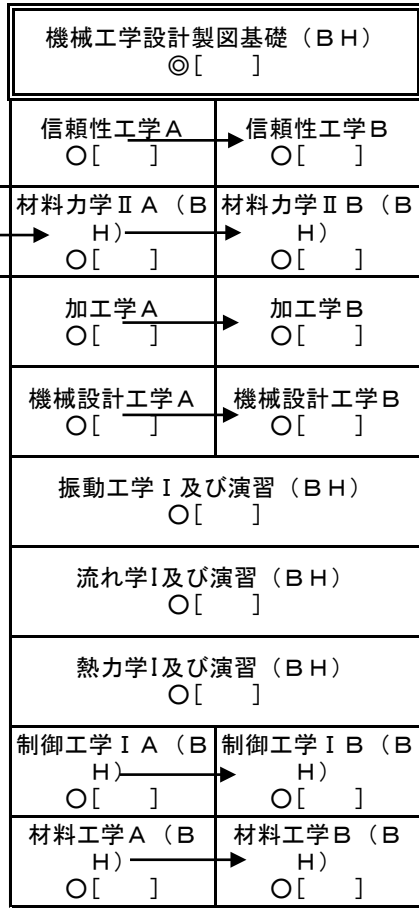 機械工学設計製図基礎（ＢＨ）
◎[　　]
信頼性工学Ａ
○[　　]
信頼性工学Ｂ
○[　　]
材料力学ⅡＡ（Ｂ
Ｈ）
○[　　]
材料力学ⅡＢ（Ｂ
Ｈ）
○[　　]
加工学Ａ
○[　　]
加工学Ｂ
○[　　]
機械設計工学Ａ
○[　　]
機械設計工学Ｂ
○[　　]
振動工学Ⅰ及び演習（ＢＨ）
○[　　]
流れ学Ⅰ及び演習（ＢＨ）
○[　　]
熱力学Ⅰ及び演習（ＢＨ）
○[　　]
制御工学ⅠＡ（Ｂ
Ｈ）
○[　　]
制御工学ⅠＢ（Ｂ
Ｈ）
○[　　]
材料工学Ａ（Ｂ
Ｈ）
○[　　]
材料工学Ｂ（Ｂ
Ｈ）
○[　　]